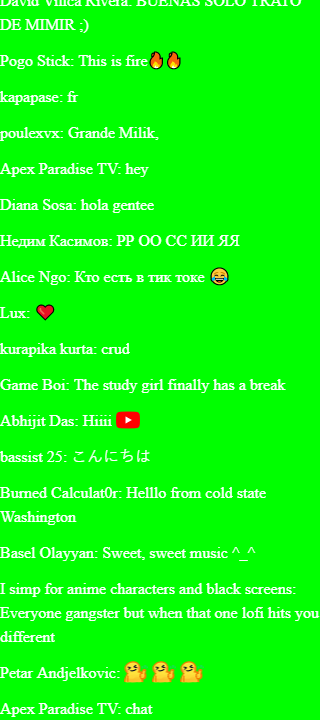 David Vilica Rivera: BUENAS SOLO TRATO
DE MIMIR ;)
Pogo Stick: This is fire🔥🔥
kapapase: fr
poulexvx: Grande Milik,
Apex Paradise TV: hey
Diana Sosa: hola gentee
Недим Касимов: РР ОО СС ИИ ЯЯ
Alice Ngo: Кто есть в тик токе 😂
Lux: ❤
kurapika kurta: crud
Game Boi: The study girl finally has a break
Abhijit Das: Hiiii
bassist 25: こんにちは
Burned Calculat0r: Helllo from cold state
Washington
Basel Olayyan: Sweet, sweet music ^_^
I simp for anime characters and black screens:
Everyone gangster but when that one lofi hits you
different
Petar Andjelkovic:
Apex Paradise TV: chat